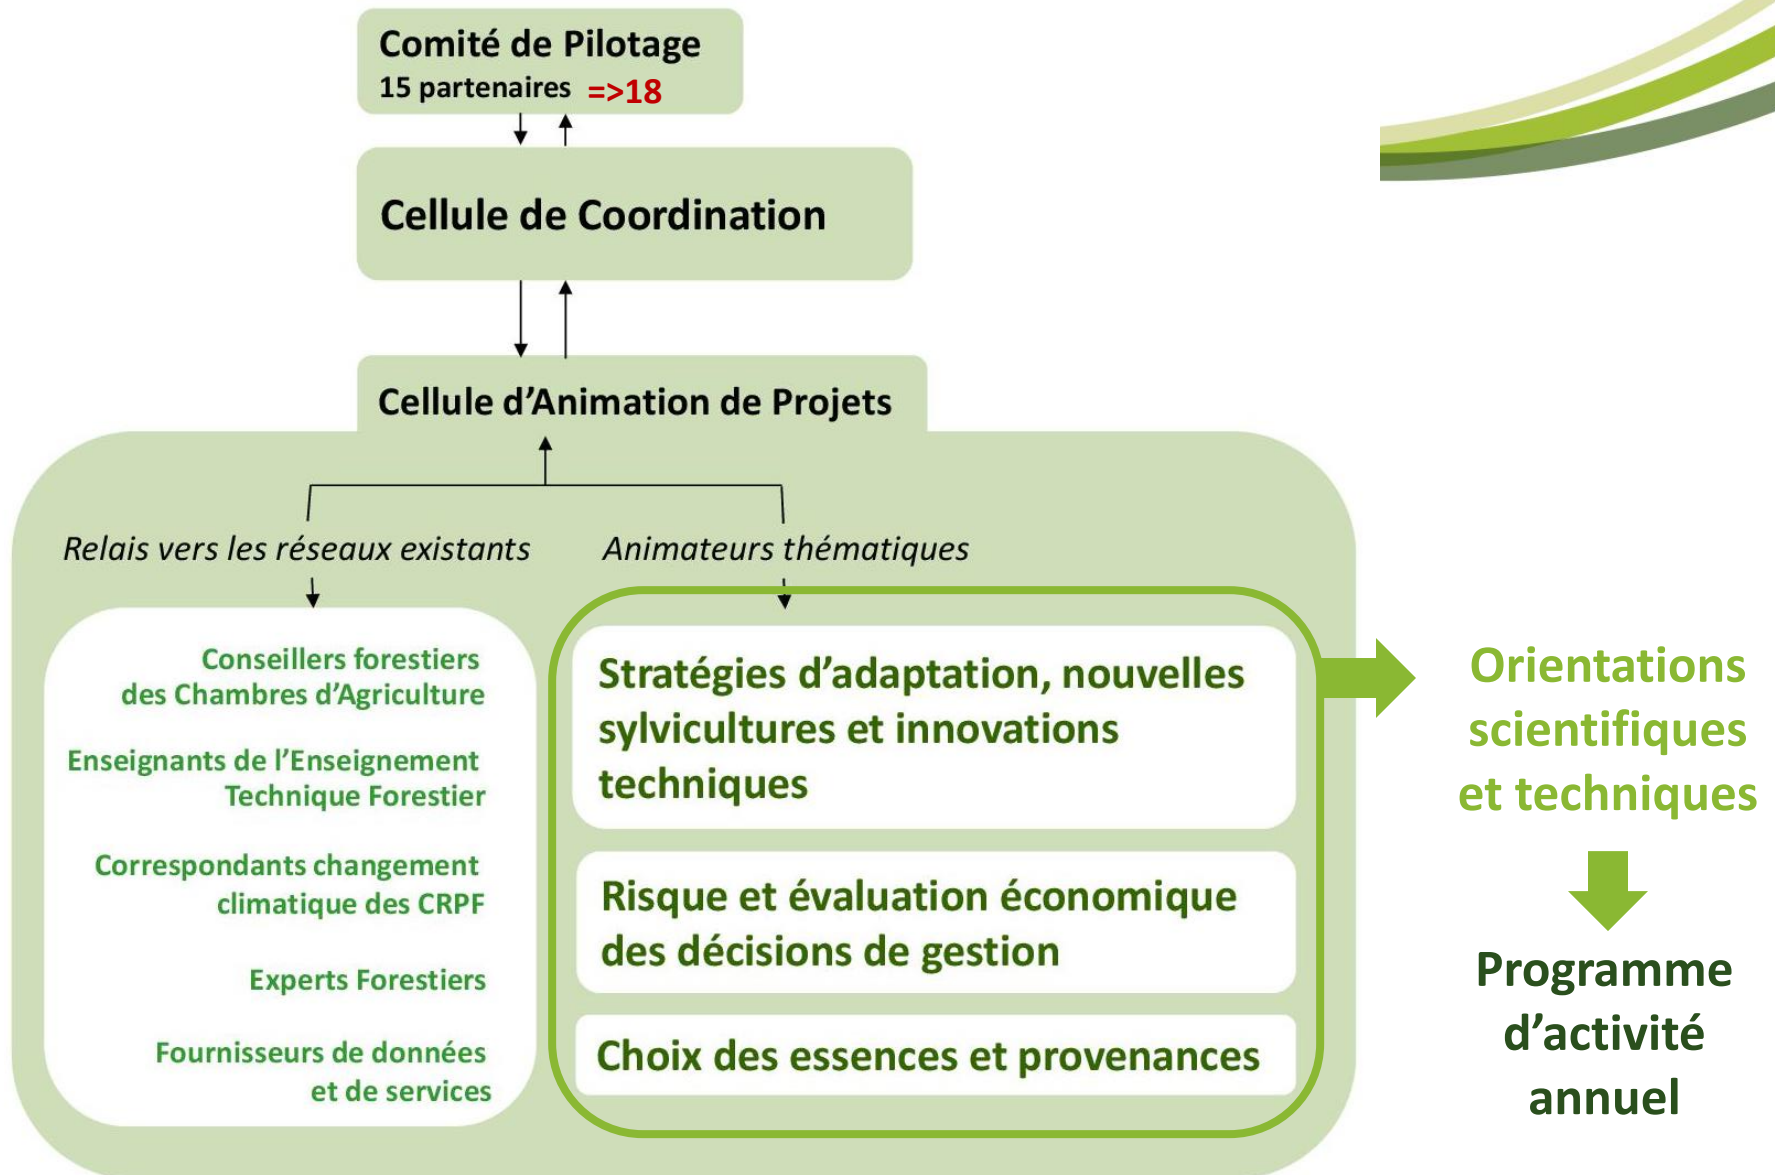 Comité de Pilotage
15 partenaires =>18
Cellule de Coordination
Cellule d’Animation de Projets
Relais vers les réseaux existants
Conseillers forestiers
des Chambres d’Agriculture
Enseignants de l’Enseignement
Technique Forestier
Correspondants changement
climatique des CRPF
Experts Forestiers
Fournisseurs de données
et de services
Animateurs thématiques
Stratégies d’adaptation, nouvelles
sylvicultures et innovations
techniques
Risque et évaluation économique
des décisions de gestion
Choix des essences et provenances
Orientations
scientifiques
et techniques
Programme
d’activité
annuel